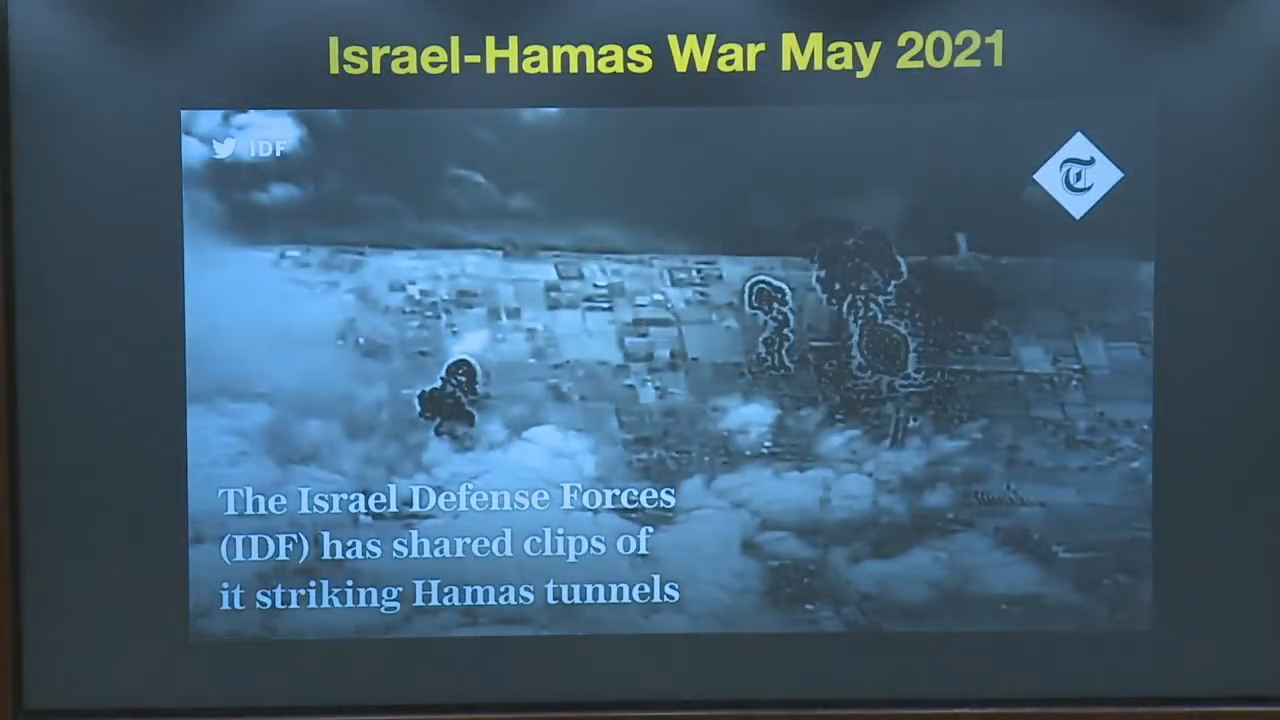 Israel-Hamas War May 2021
IDF
T
The Israel Defense Forces
(IDF) has shared clips of
it striking Hamas tunnels